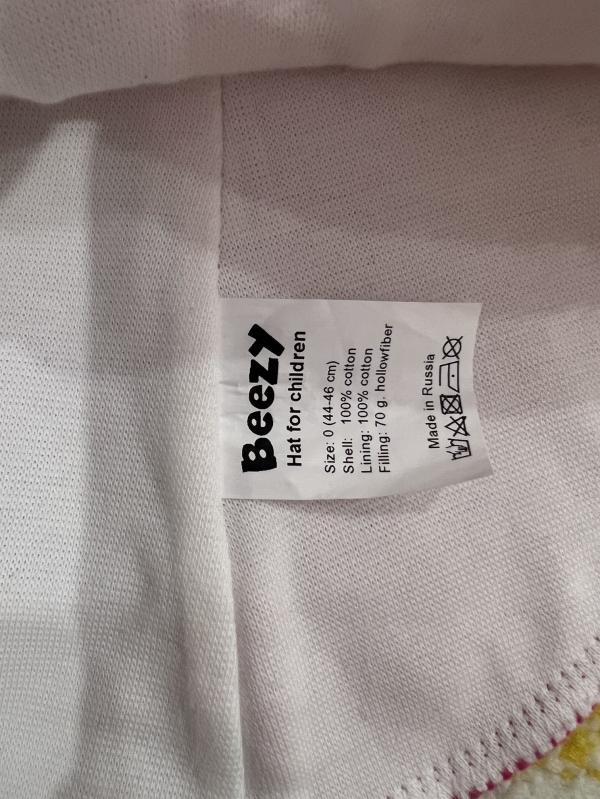 Beezy
Hat for children
Size: 0 (44-46 cm)
Shell: 100% cotton
Lining: 100% cotton
Filling: 70 g. hollowfiber
Made in Russia